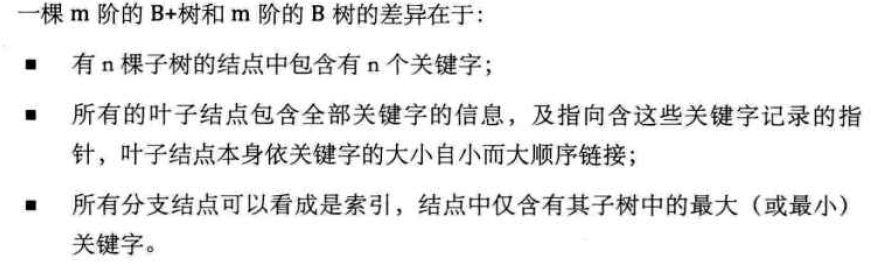 一棵 m 阶的 B+树和 m 阶的 B 树的差异在于:
■ 有 n 棵子树的结点中包含有 n 个关键字;
■ 所有的叶子结点包含全部关键字的信息，及指向含这些关键字记录的指
针，叶子结点本身依关键字的大小自小而大顺序链接;
■ 所有分支结点可以看成是索引，结点中仅含有其子树中的最大（或最小）
关键字。